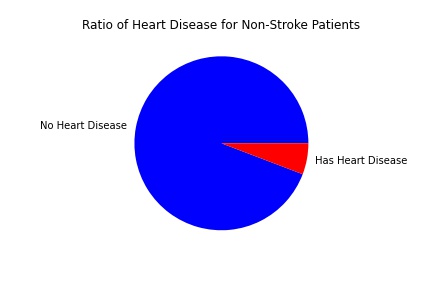 Ratio of Heart Disease for Non-Stroke Patients
No Heart Disease
Has Heart Disease